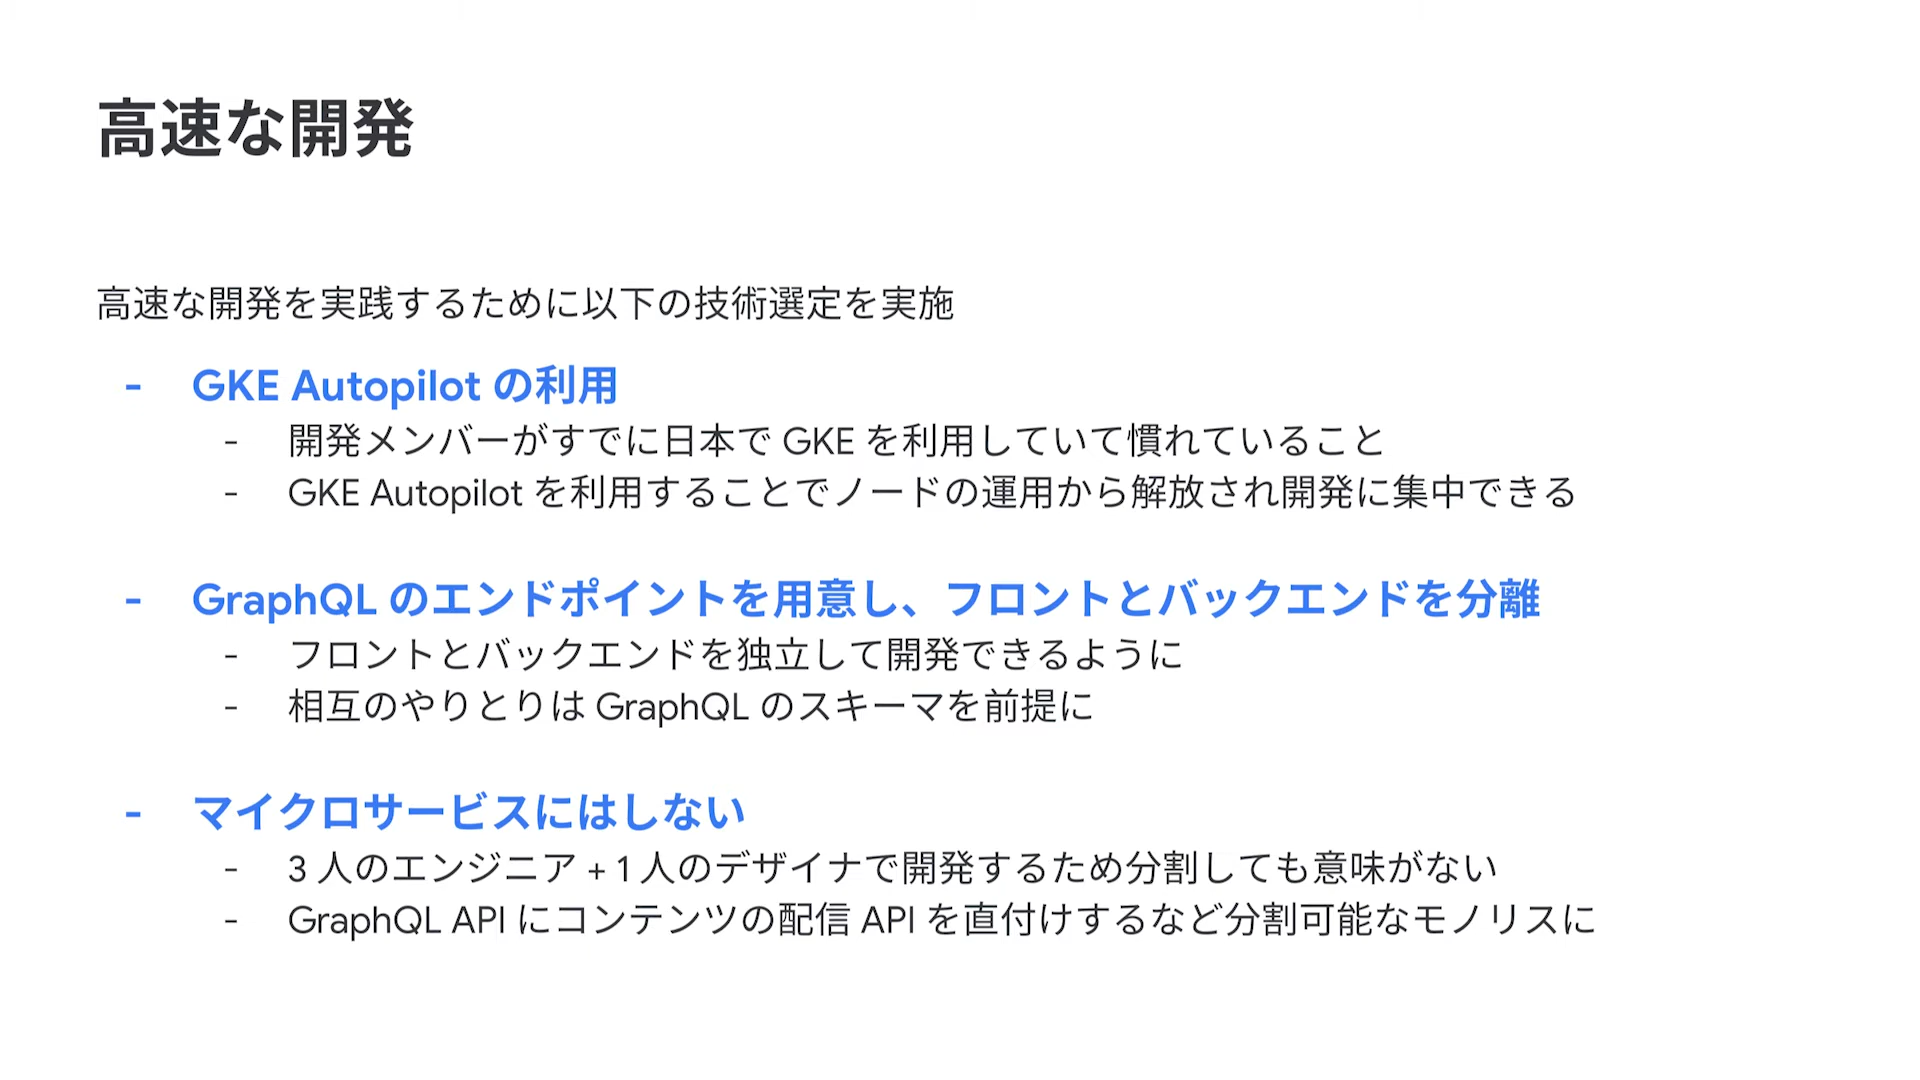 高速な開発
高速な開発を実践するために以下の技術選定を実施
- GKE Autopilot の利用
- 開発メンバーがすでに日本で GKE を利用していて慣れていること
- GKE Autopilot を利用することでノードの運用から解放され開発に集中できる
- GraphQL のエンドポイントを用意し、フロントとバックエンドを分離
- フロントとバックエンドを独立して開発できるように
- 相互のやりとりは GraphQL のスキーマを前提に
- マイクロサービスにはしない
- 3 人のエンジニア + 1 人のデザイナで開発するため分割しても意味がない
- GraphQL API にコンテンツの配信 API を直付けするなど分割可能なモノリスに